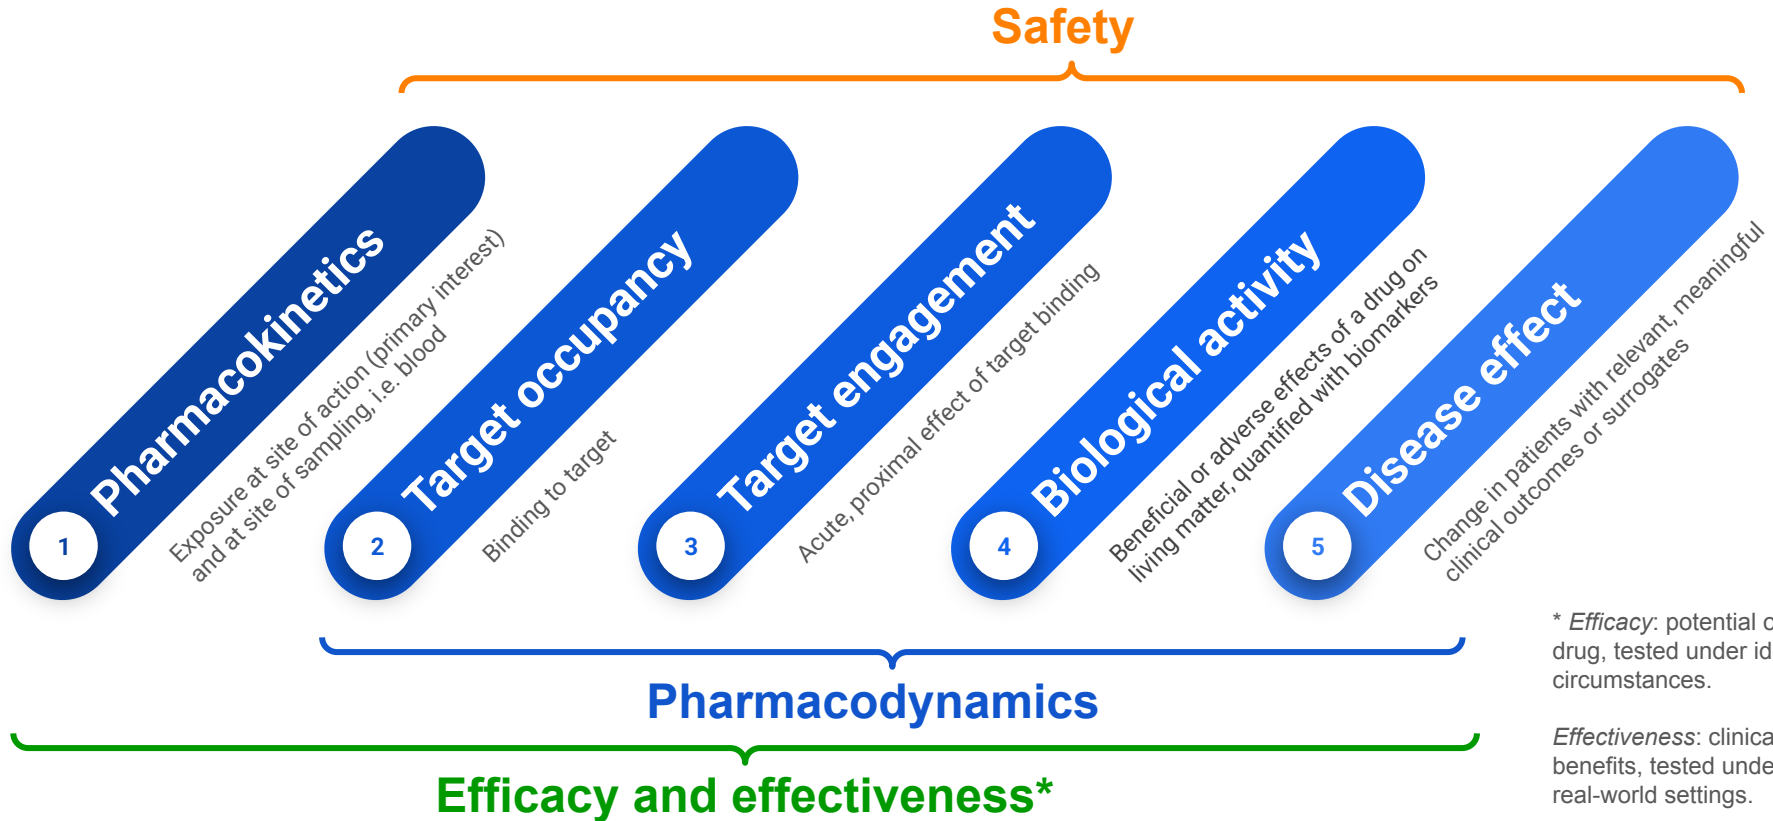 Safety
1
Pharmacokinetics
Exposure at site of action (primary interest)
and at site of sampling, i.e. blood
2
Target occupancy
Binding to target
3
Target engagement
Acute, proximal effect of target binding
4
Biological activity
Beneficial or adverse effects of a drug on
living matter, quantified with biomarkers
5
Disease effect
Change in patients with relevant, meaningful
clinical outcomes or surrogates
Pharmacodynamics
Efficacy and effectiveness*
* Efficacy: potential
drug, tested under
circumstances.
Effectiveness:
benefits, tested
real-world settings.